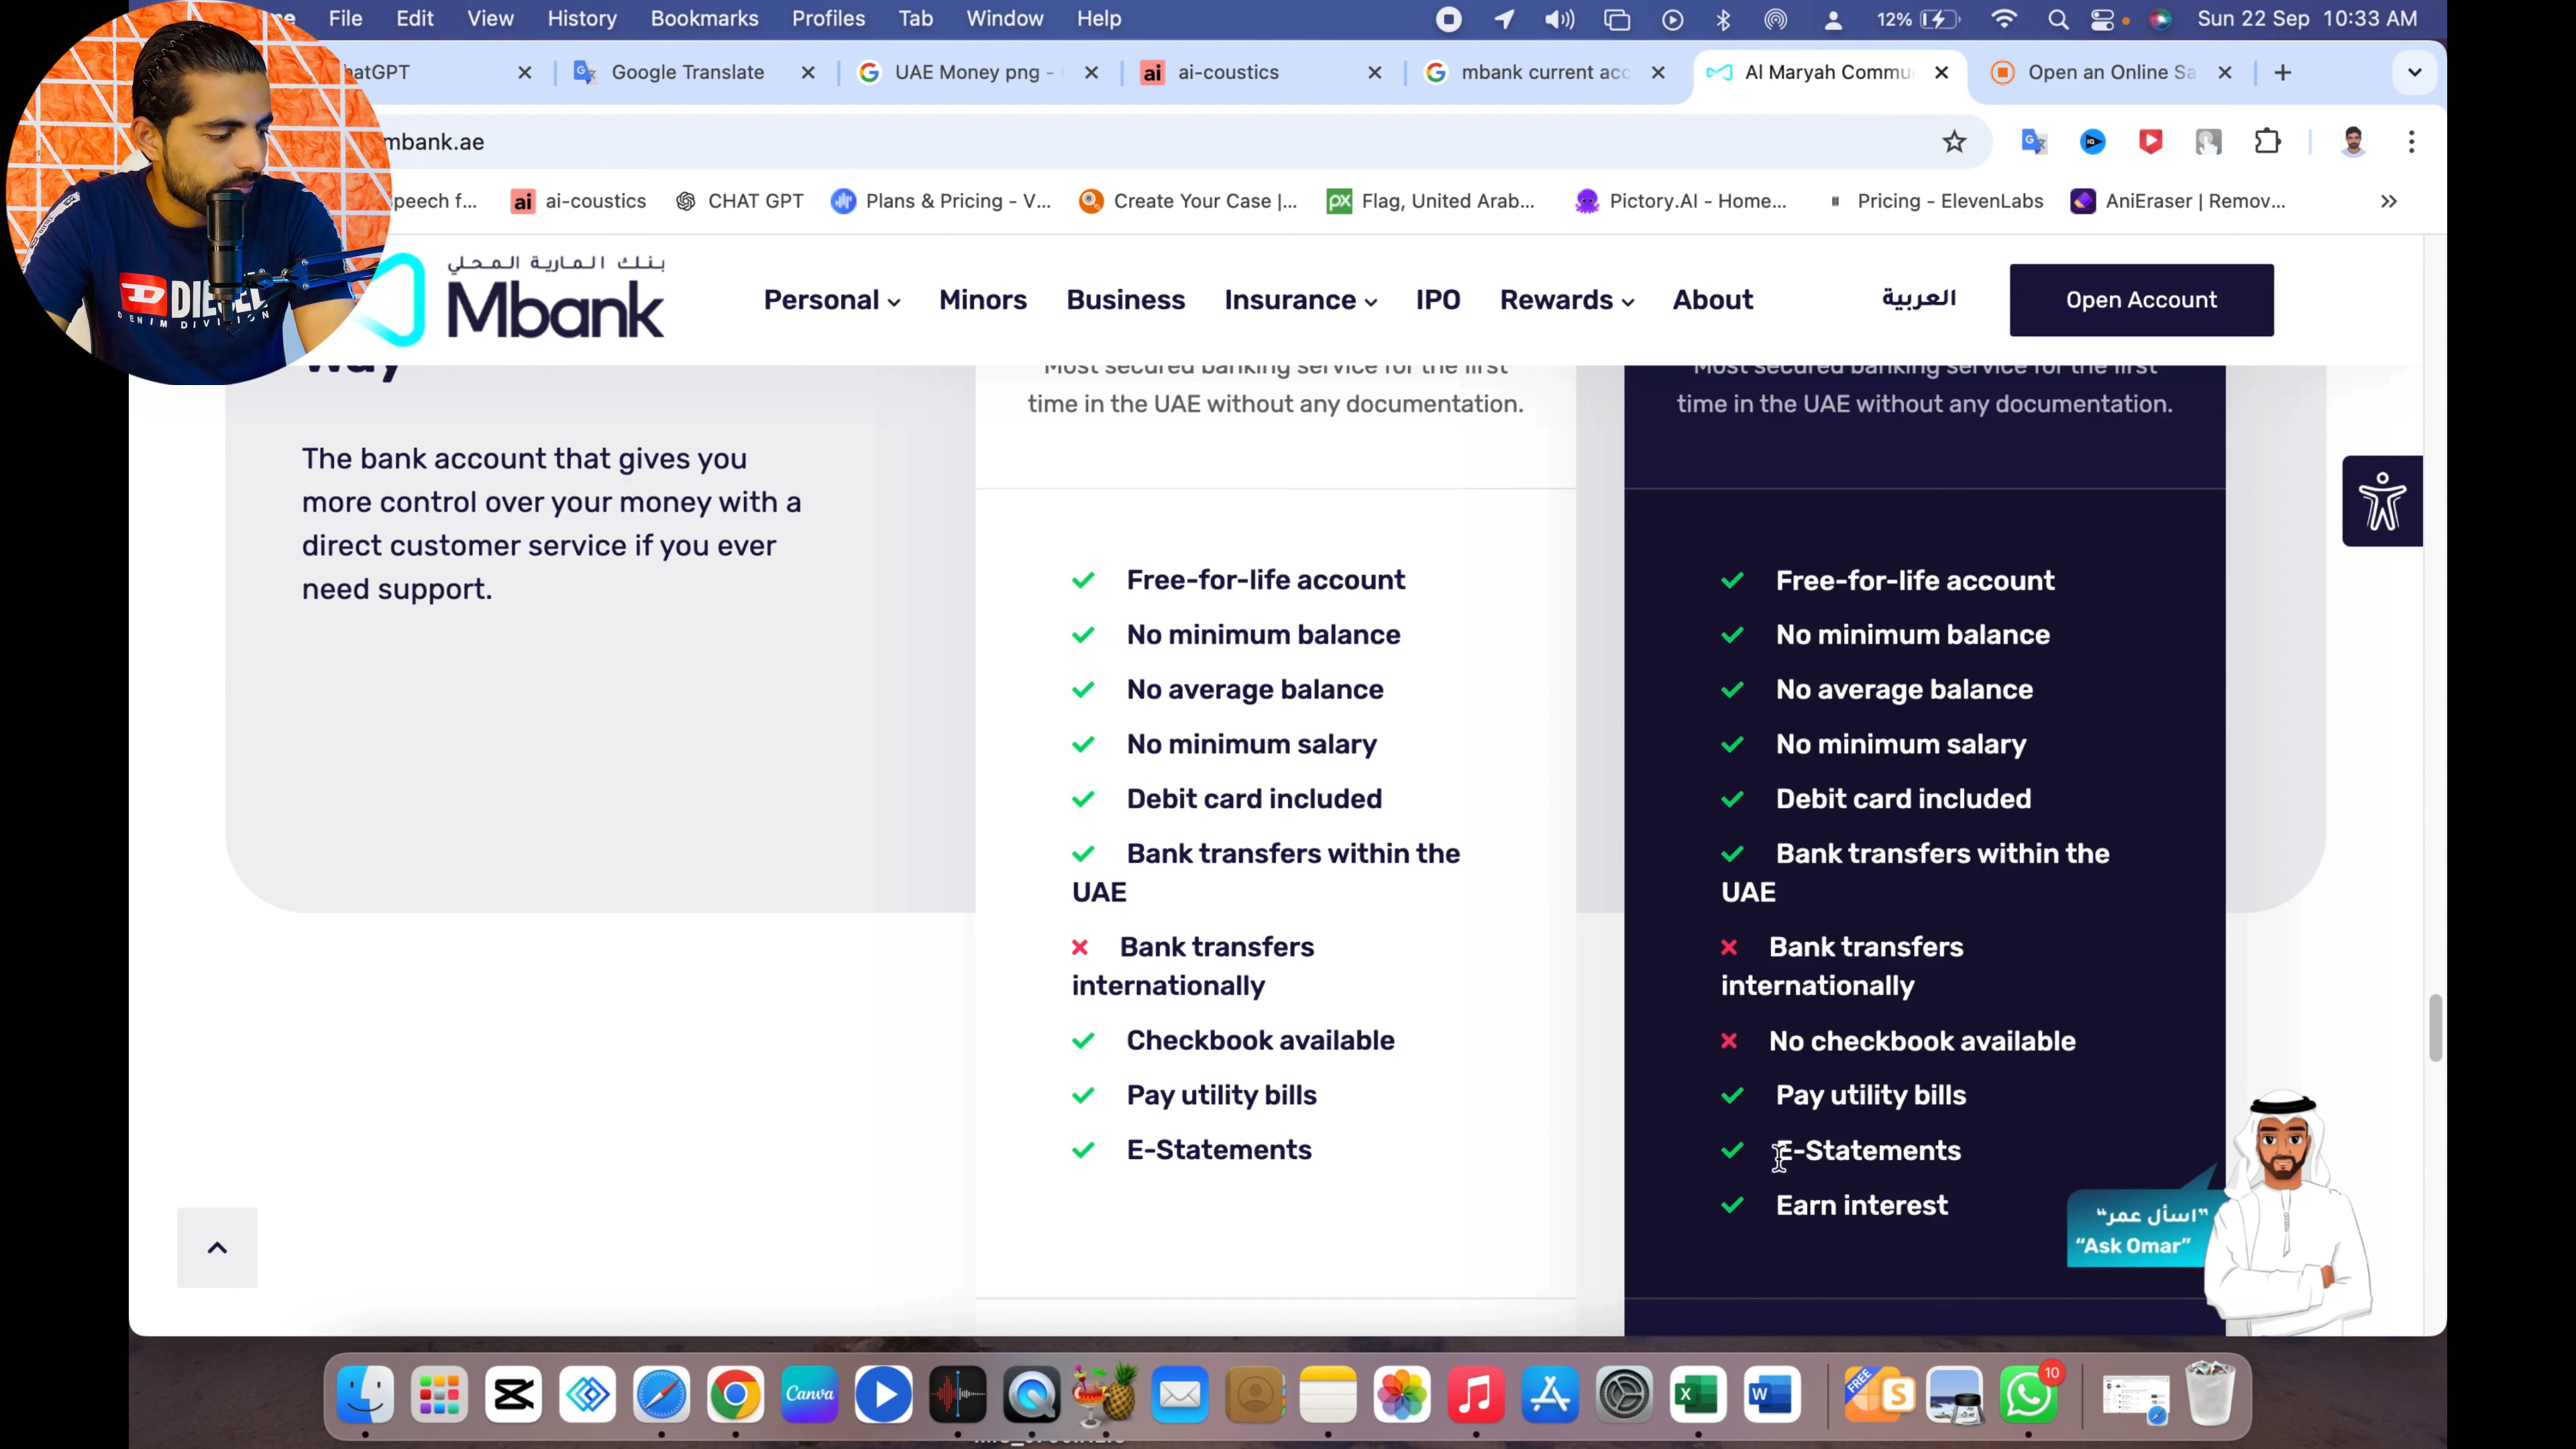 File Edit View History Bookmarks Profiles Tab Window Help 12% Sun 22 Sep 10:33 AM
hatGPT Google Translate UAE Money png - ai-coustics mbank current acc Al Maryah Commu Open an Online Sa
mbank.ae
peech f... ai-coustics CHAT GPT Plans & Pricing - V... Create Your Case |... Flag, United Arab... Pictory.AI - Home... Pricing - ElevenLabs AniEraser | Remov...
DIESEL
DENIM DIVISION
بنك المارية المحلي
Mbank
Personal Minors Business Insurance IPO Rewards About العربية Open Account
way
The bank account that gives you
more control over your money with a
direct customer service if you ever
need support.
Most secured banking service for the first
time in the UAE without any documentation.
Free-for-life account
No minimum balance
No average balance
No minimum salary
Debit card included
Bank transfers within the
UAE
Bank transfers
internationally
Checkbook available
Pay utility bills
E-Statements
Most secured banking service for the first
time in the UAE without any documentation.
Free-for-life account
No minimum balance
No average balance
No minimum salary
Debit card included
Bank transfers within the
UAE
Bank transfers
internationally
No checkbook available
Pay utility bills
E-Statements
Earn interest
"اسأل عمر"
"Ask Omar"
Canva
X
W
FREE
S
10